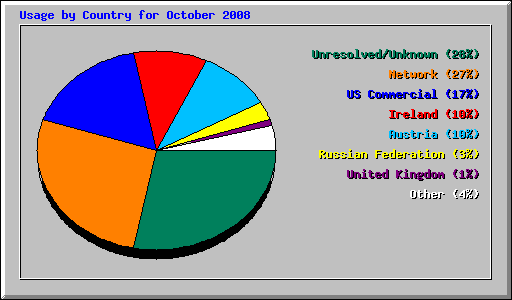 Usage by Country for October 2008
Unresolved/Unknown (28%)
Network (27%)
US Commercial (17%)
Ireland (10%)
Austria (10%)
Russian Federation (3%)
United Kingdom (1%)
Other (4%)